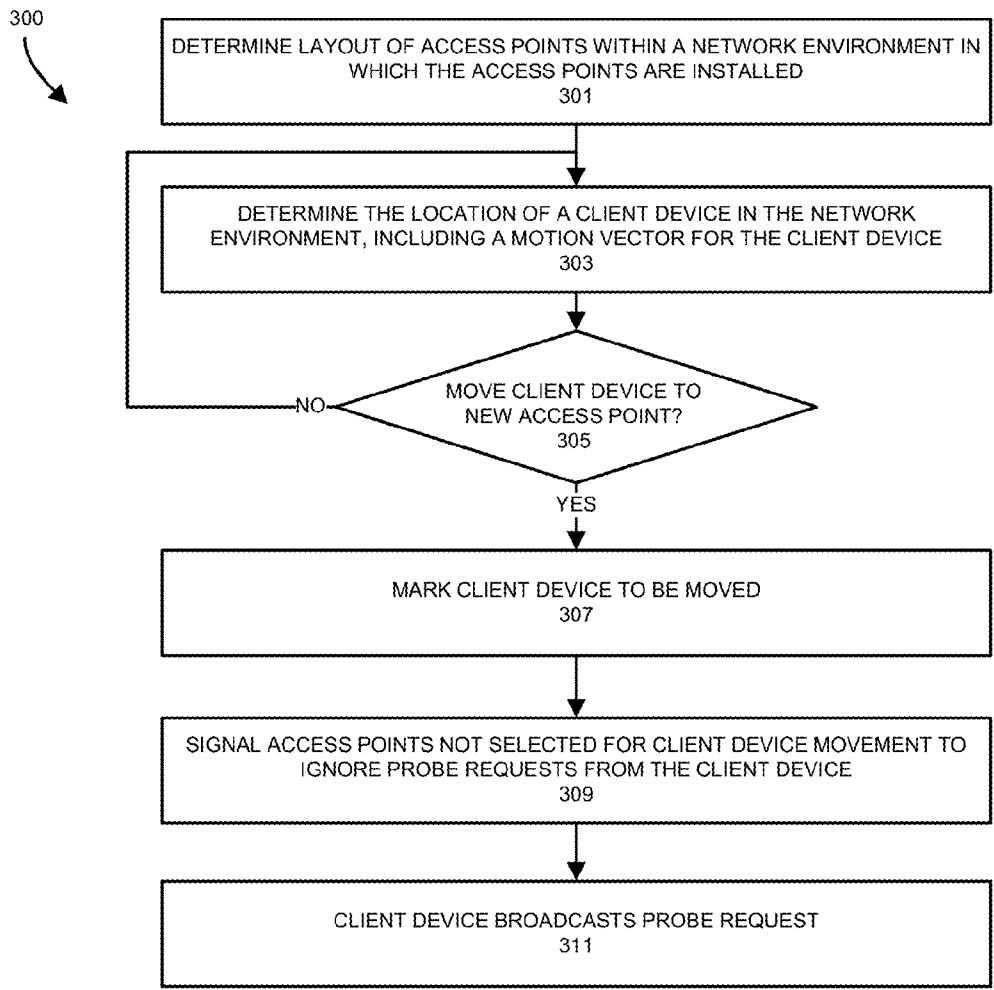 300
DETERMINE LAYOUT OF ACCESS POINTS WITHIN A NETWORK ENVIRONMENT IN
WHICH THE ACCESS POINTS ARE INSTALLED
301
DETERMINE THE LOCATION OF A CLIENT DEVICE IN THE NETWORK
ENVIRONMENT, INCLUDING A MOTION VECTOR FOR THE CLIENT DEVICE
303
MOVE CLIENT DEVICE TO
NEW ACCESS POINT?
305
NO
YES
MARK CLIENT DEVICE TO BE MOVED
307
SIGNAL ACCESS POINTS NOT SELECTED FOR CLIENT DEVICE MOVEMENT TO
IGNORE PROBE REQUESTS FROM THE CLIENT DEVICE
309
CLIENT DEVICE BROADCASTS PROBE REQUEST
311